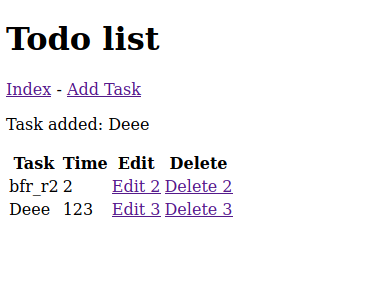 Todo list
Index - Add Task
Task added: Deee
Task Time Edit Delete
bfr_r2 2 Edit 2 Delete 2
Deee 123 Edit 3 Delete 3